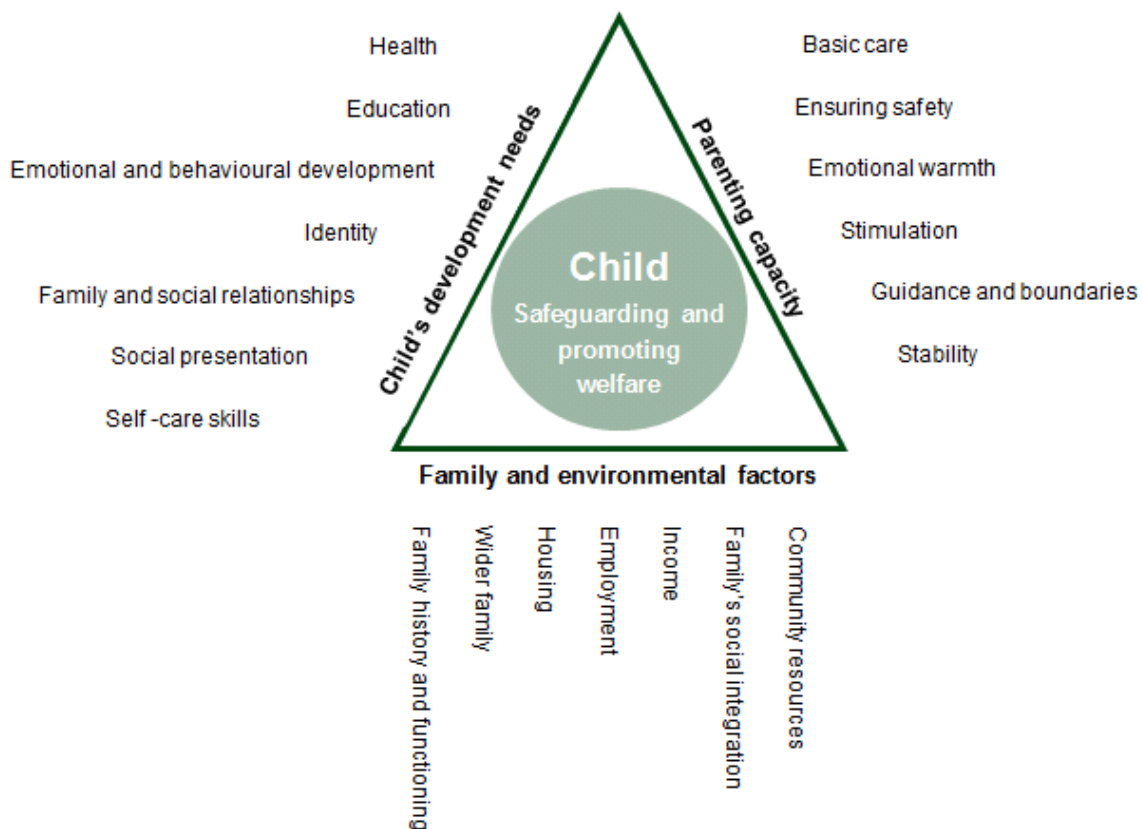 Health
Education
Emotional and behavioural development
Identity
Family and social relationships
Social presentation
Self -care skills
Child's development needs
Child
Safeguarding and
promoting
welfare
Parenting capacity
Basic care
Ensuring safety
Emotional warmth
Stimulation
Guidance and boundaries
Stability
Family and environmental factors
Family history and functioning
Wider family
Housing
Employment
Income
Family's social integration
Community resources